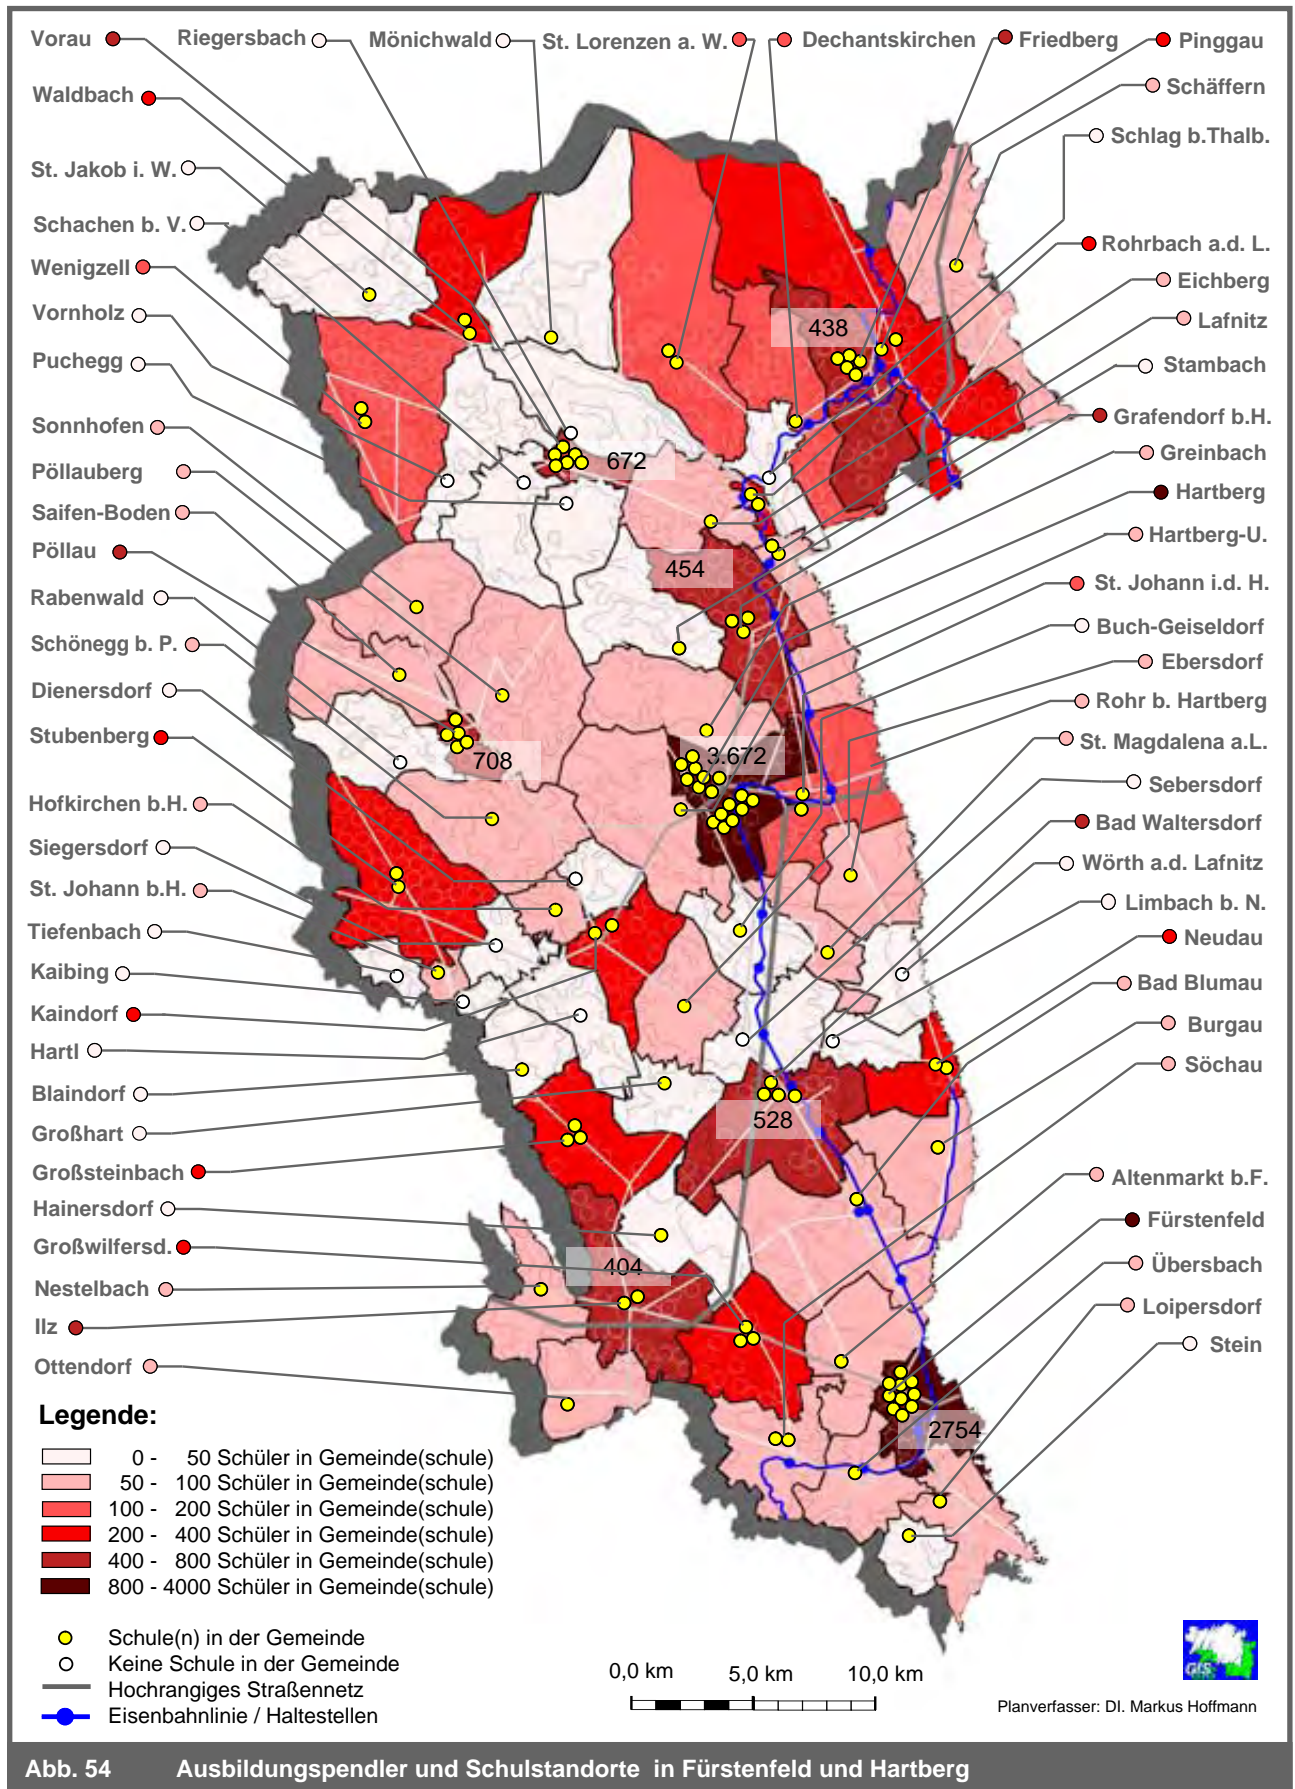 Vorau
Riegersbach
Mönichwald
St. Lorenzen a. W.
Dechantskirchen
Friedberg
Pinggau
Waldbach
St. Jakob i. W.
Schachen b. V.
Wenigzell
Vornholz
Puchegg
Sonnhofen
Pöllauberg
Saifen-Boden
Pöllau
Rabenwald
Schönegg b. P.
Dienersdorf
Stubenberg
Hofkirchen b.H.
Siegersdorf
St. Johann b.H.
Tiefenbach
Kaibing
Kaindorf
Hartl
Blaindorf
Großhart
Großsteinbach
Hainersdorf
Großwilfersd.
Nestelbach
Ilz
Ottendorf
Schäffern
Schlag b.Thalb.
Rohrbach a.d. L.
Eichberg
Lafnitz
Stambach
Grafendorf b.H.
Greinbach
Hartberg
Hartberg-U.
St. Johann i.d. H.
Buch-Geiseldorf
Ebersdorf
Rohr b. Hartberg
St. Magdalena a.L.
Sebersdorf
Bad Waltersdorf
Wörth a.d. Lafnitz
Limbach b. N.
Neudau
Bad Blumau
Burgau
Söchau
Altenmarkt b.F.
Fürstenfeld
Übersbach
Loipersdorf
Stein
438
672
454
708
3.672
528
404
2754
Legende:
0 - 50 Schüler in Gemeinde(schule)
50 - 100 Schüler in Gemeinde(schule)
100 - 200 Schüler in Gemeinde(schule)
200 - 400 Schüler in Gemeinde(schule)
400 - 800 Schüler in Gemeinde(schule)
800 - 4000 Schüler in Gemeinde(schule)
Schule(n) in der Gemeinde
Keine Schule in der Gemeinde
Hochrangiges Straßennetz
Eisenbahnlinie / Haltestellen
0,0 km 5,0 km 10,0 km
GIS
Planverfasser: DI. Markus Hoffmann
Abb. 54 Ausbildungspendler und Schulstandorte in Fürstenfeld und Hartberg